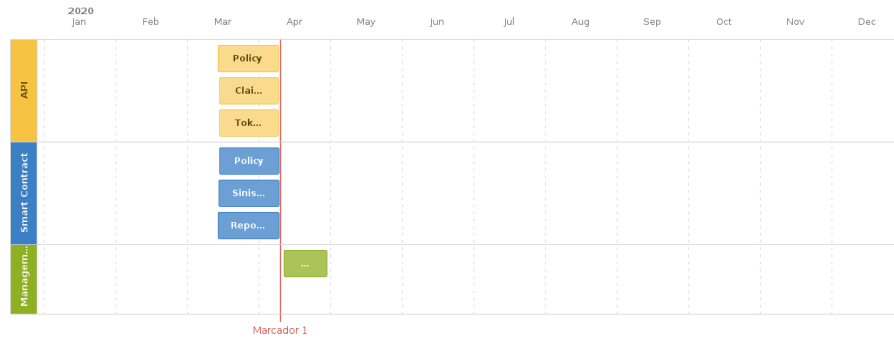 2020
Jan Feb Mar Apr May Jun Jul Aug Sep Oct Nov Dec
API
Policy
Clai...
Tok...
Smart Contract
Policy
Sinis...
Repo...
Managem...
...
Marcador 1